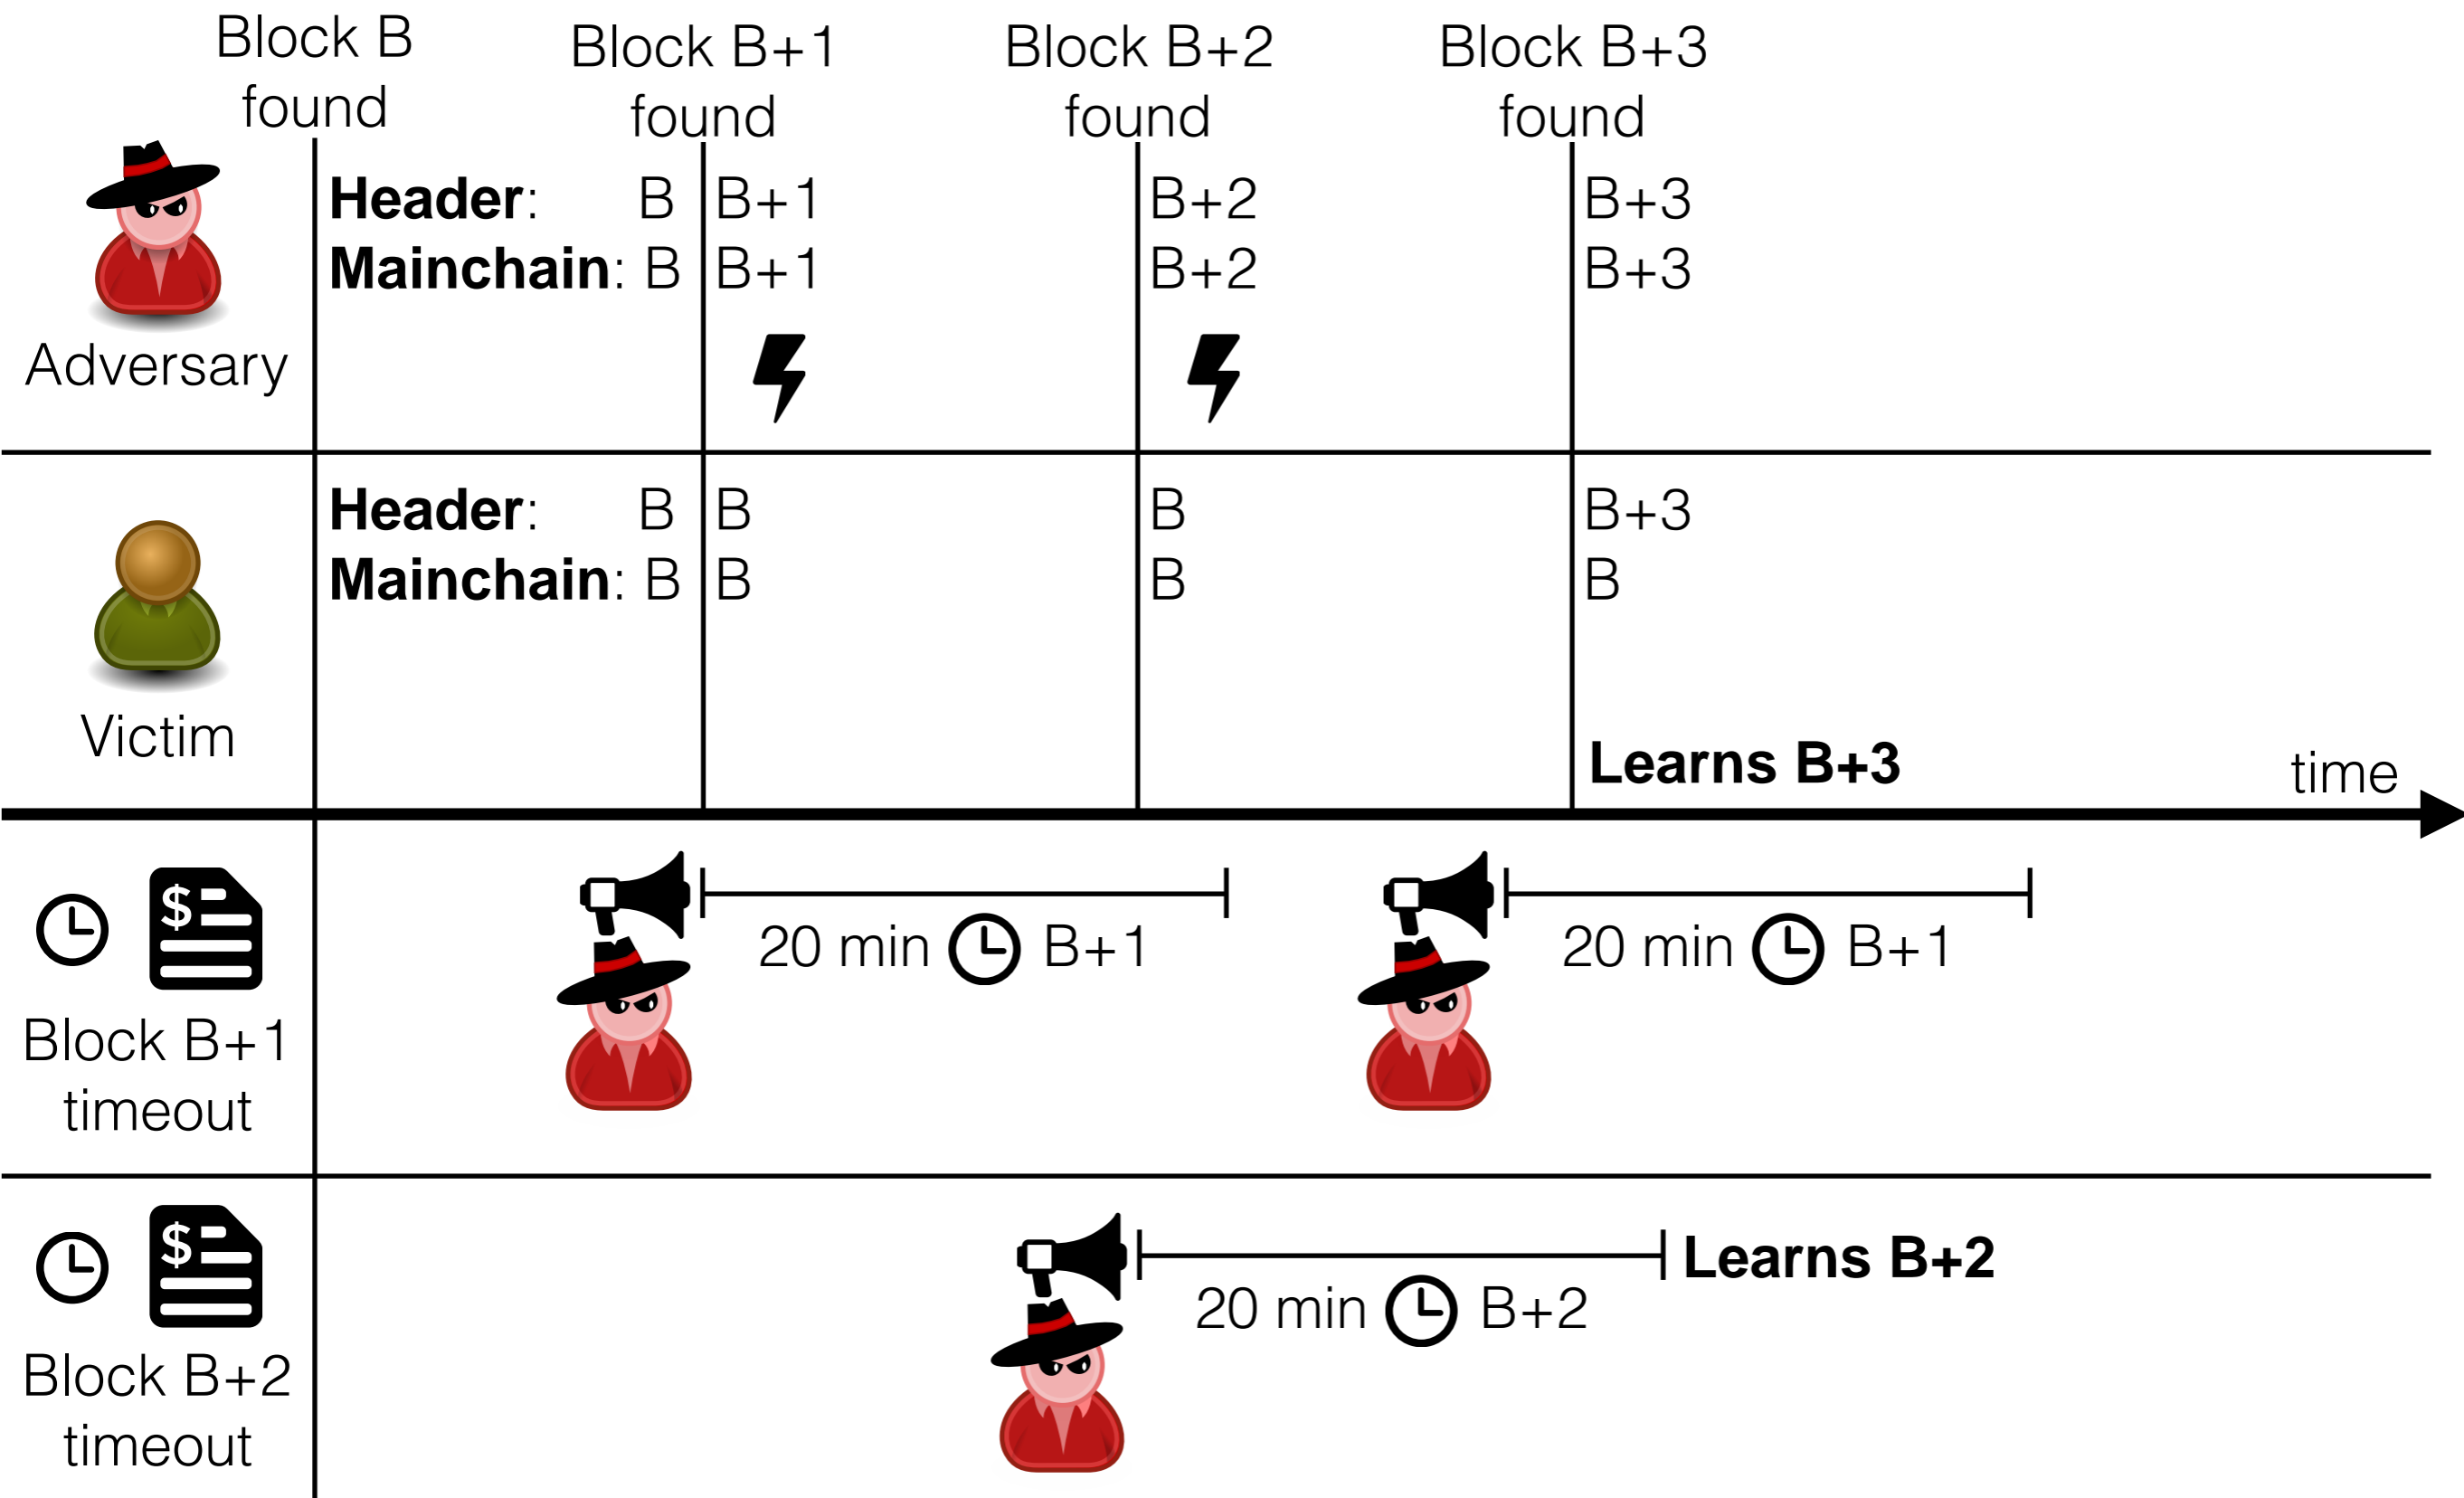 Block B
found
Block B+1
found
Block B+2
found
Block B+3
found
Adversary
Header: B
B+1
B+2
B+3
Mainchain: B
B+1
B+2
B+3
Victim
Header: B
B
B
B+3
Mainchain: B
B
B
B
Learns B+3
time
$
Block B+1
timeout
20 min B+1
20 min B+1
$
Block B+2
timeout
20 min B+2
Learns B+2